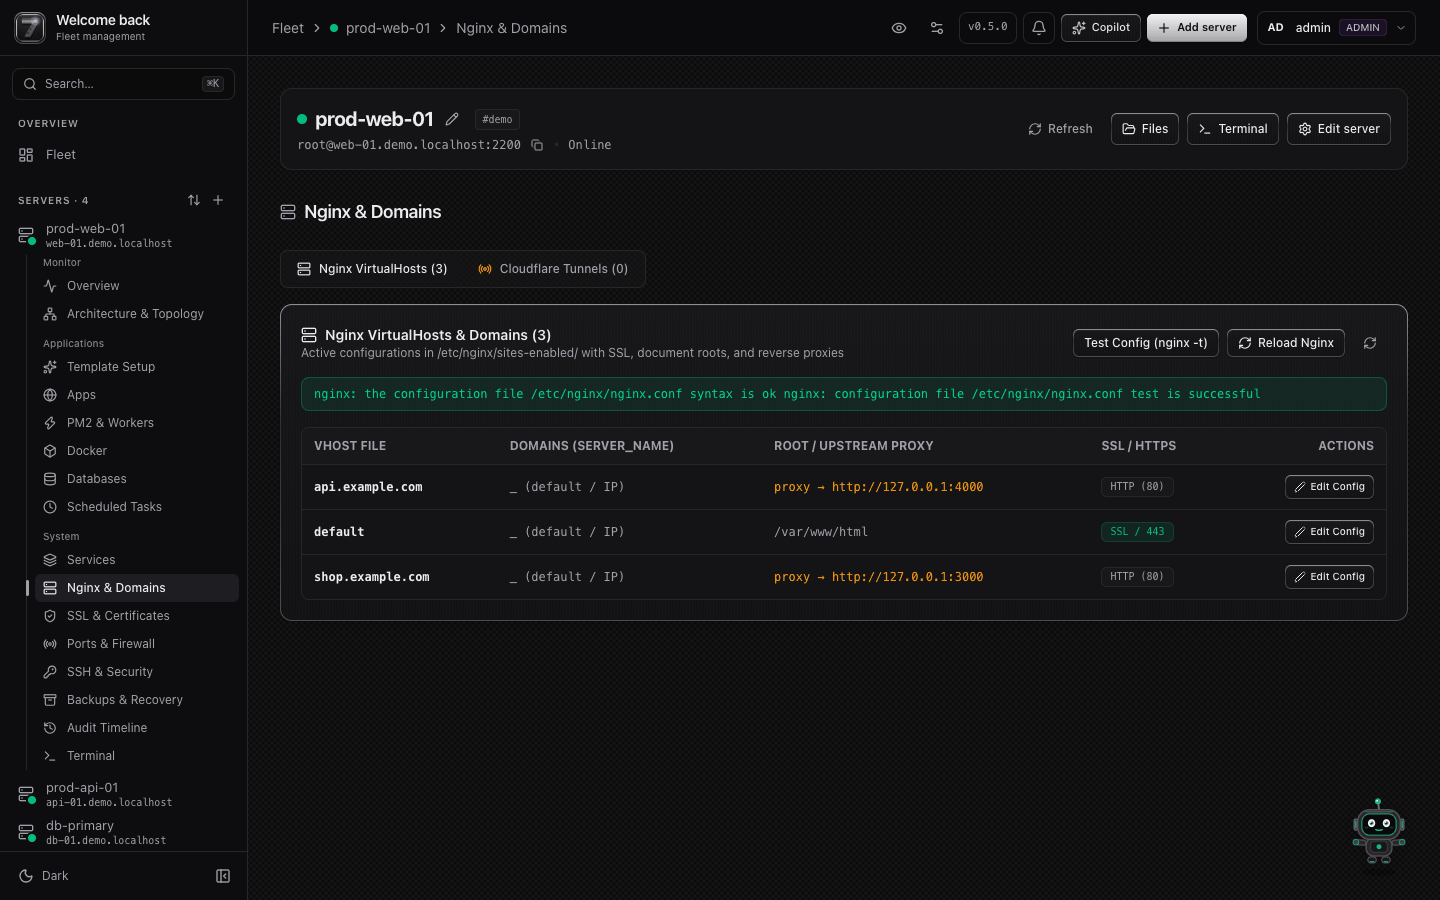 Welcome back
Fleet management
Search...
⌘K
OVERVIEW
Fleet
SERVERS · 4
prod-web-01
web-01.demo.localhost
Monitor
Overview
Architecture & Topology
Applications
Template Setup
Apps
PM2 & Workers
Docker
Databases
Scheduled Tasks
System
Services
Nginx & Domains
SSL & Certificates
Ports & Firewall
SSH & Security
Backups & Recovery
Audit Timeline
Terminal
prod-api-01
api-01.demo.localhost
db-primary
db-01.demo.localhost
Dark
Fleet > prod-web-01 > Nginx & Domains
v0.5.0
Copilot
Add server
AD admin ADMIN
prod-web-01 #demo
root@web-01.demo.localhost:2200 · Online
Refresh
Files
Terminal
Edit server
Nginx & Domains
Nginx VirtualHosts (3)
Cloudflare Tunnels (0)
Nginx VirtualHosts & Domains (3)
Active configurations in /etc/nginx/sites-enabled/ with SSL, document roots, and reverse proxies
Test Config (nginx -t)
Reload Nginx
nginx: the configuration file /etc/nginx/nginx.conf syntax is ok nginx: configuration file /etc/nginx/nginx.conf test is successful
VHOST FILE DOMAINS (SERVER_NAME) ROOT / UPSTREAM PROXY SSL / HTTPS ACTIONS
api.example.com _ (default / IP) proxy → http://127.0.0.1:4000 HTTP (80) Edit Config
default _ (default / IP) /var/www/html SSL / 443 Edit Config
shop.example.com _ (default / IP) proxy → http://127.0.0.1:3000 HTTP (80) Edit Config